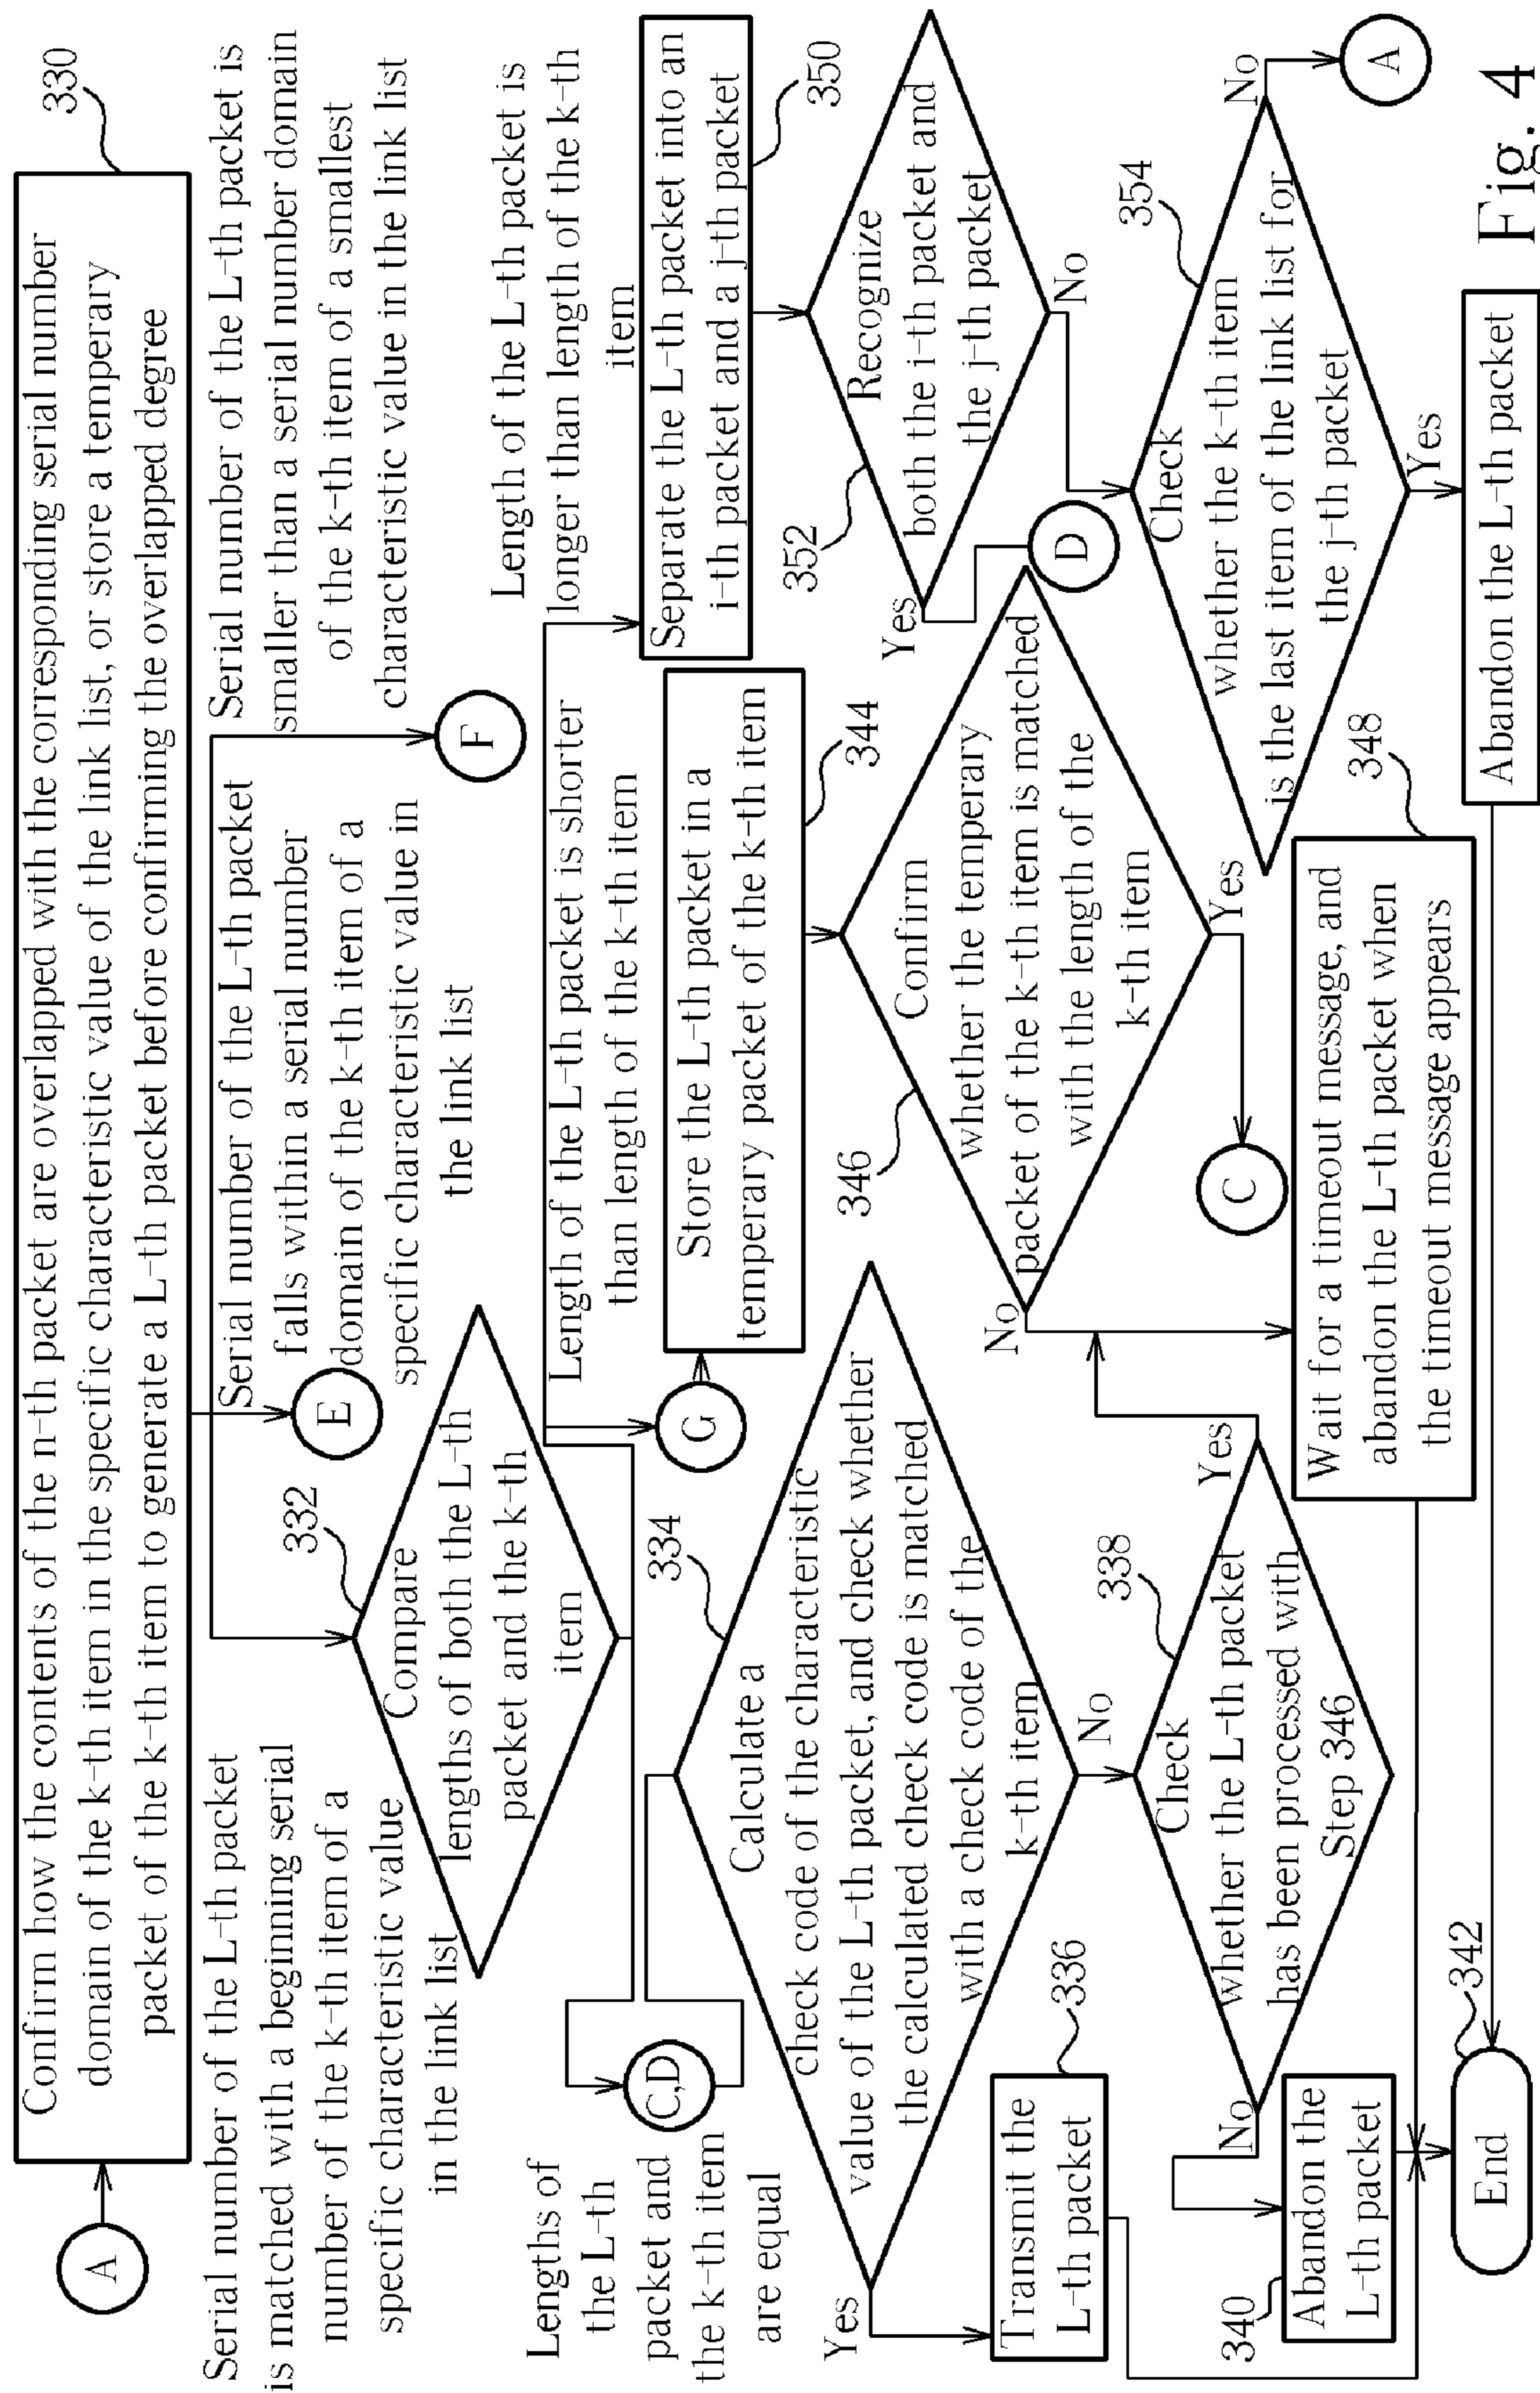 A
Confirm how the contents of the n-th packet are overlapped with the corresponding serial number
domain of the k-th item in the specific characteristic value of the link list, or store a temperary
packet of the k-th item to generate a L-th packet before confirming the overlapped degree
330
Serial number of the L-th packet
is matched with a beginning serial
number of the k-th item of a
specific characteristic value
in the link list
Serial number of the L-th packet
falls within a serial number
domain of the k-th item of a
specific characteristic value in
the link list
Serial number of the L-th packet is
smaller than a serial number domain
of the k-th item of a smallest
characteristic value in the link list
E
F
332
Compare
lengths of both the L-th
packet and the k-th
item
Lengths of
the L-th
packet and
the k-th item
are equal
C,D
Length of the L-th packet is shorter
than length of the k-th item
Length of the L-th packet is
longer than length of the k-th
item
G
Store the L-th packet in a
temperary packet of the k-th item
344
Separate the L-th packet into an
i-th packet and a j-th packet
350
334
Calculate a
check code of the characteristic
value of the L-th packet, and check whether
the calculated check code is matched
with a check code of the
k-th item
Yes
No
346
Confirm
whether the temperary
packet of the k-th item is matched
with the length of the
k-th item
No
Yes
C
352
Recognize
both the i-th packet and
the j-th packet
Yes
No
D
Transmit the
L-th packet
336
338
Check
whether the L-th packet
has been processed with
Step 346
No
Yes
354
Check
whether the k-th item
is the last item of the link list for
the j-th packet
No
Yes
A
340
Abandon the
L-th packet
Wait for a timeout message, and
abandon the L-th packet when
the timeout message appears
348
Abandon the L-th packet
End
342
Fig. 4